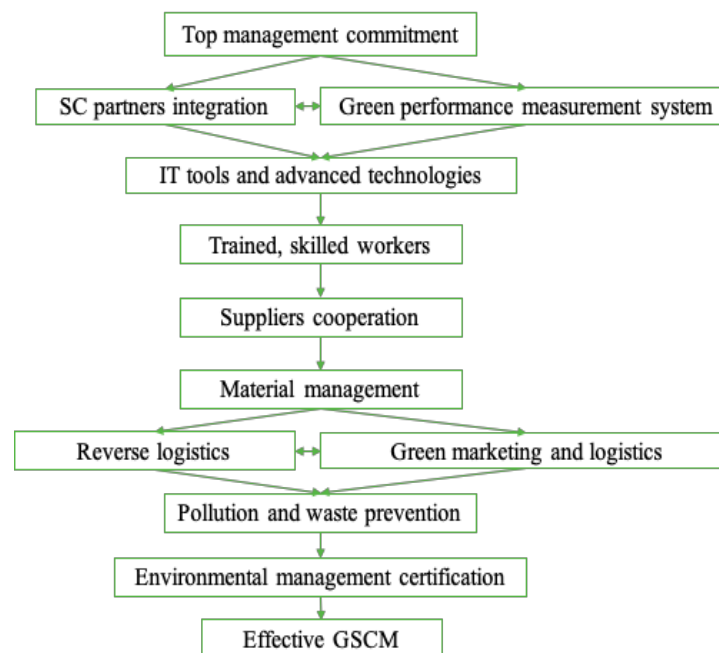 Top management commitment
SC partners integration
Green performance measurement system
IT tools and advanced technologies
Trained, skilled workers
Suppliers cooperation
Material management
Reverse logistics
Green marketing and logistics
Pollution and waste prevention
Environmental management certification
Effective GSCM